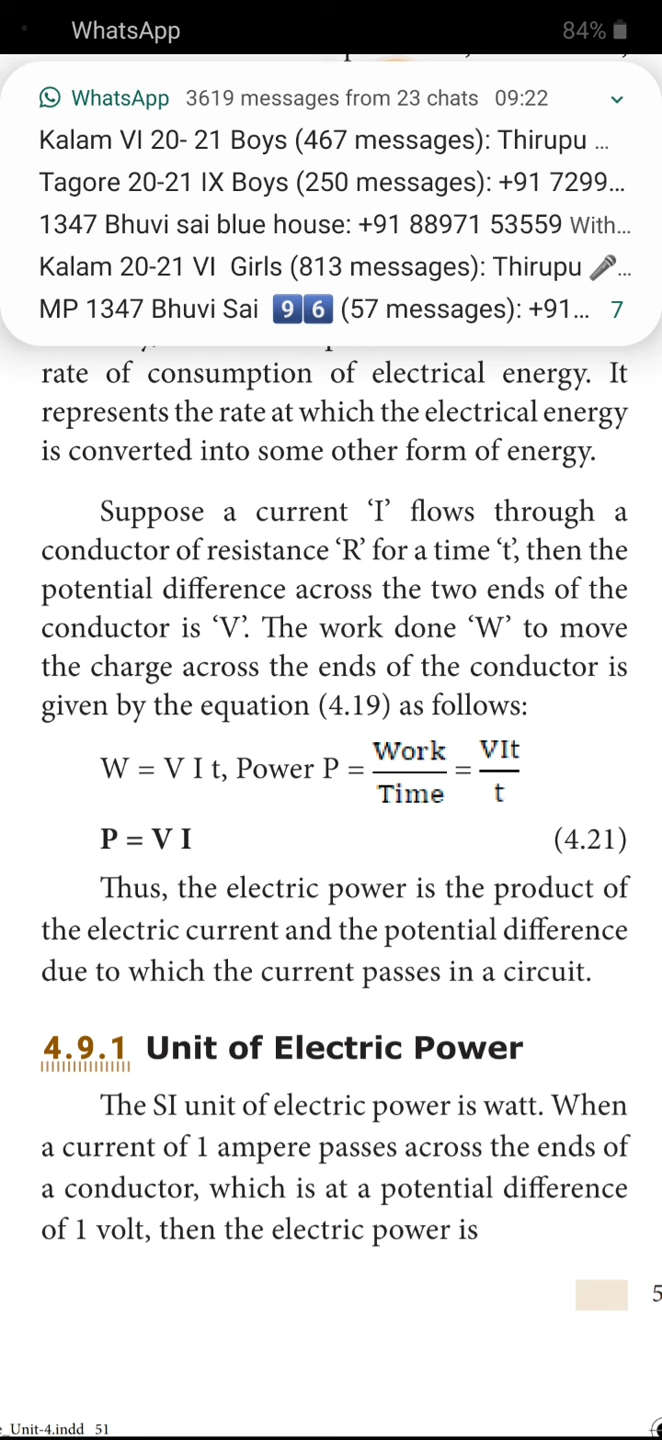 WhatsApp 84%
WhatsApp 3619 messages from 23 chats 09:22
Kalam VI 20- 21 Boys (467 messages): Thirupu ...
Tagore 20-21 IX Boys (250 messages): +91 7299...
1347 Bhuvi sai blue house: +91 88971 53559 With...
Kalam 20-21 VI Girls (813 messages): Thirupu 🎤...
MP 1347 Bhuvi Sai 9️⃣6️⃣ (57 messages): +91... 7
rate of consumption of electrical energy. It
represents the rate at which the electrical energy
is converted into some other form of energy.
Suppose a current ‘I’ flows through a
conductor of resistance ‘R’ for a time ‘t’, then the
potential difference across the two ends of the
conductor is ‘V’. The work done ‘W’ to move
the charge across the ends of the conductor is
given by the equation (4.19) as follows:
W = V I t, Power P = Work/Time = VIt/t
P = V I (4.21)
Thus, the electric power is the product of
the electric current and the potential difference
due to which the current passes in a circuit.
4.9.1 Unit of Electric Power
The SI unit of electric power is watt. When
a current of 1 ampere passes across the ends of
a conductor, which is at a potential difference
of 1 volt, then the electric power is
5
_Unit-4.indd 51